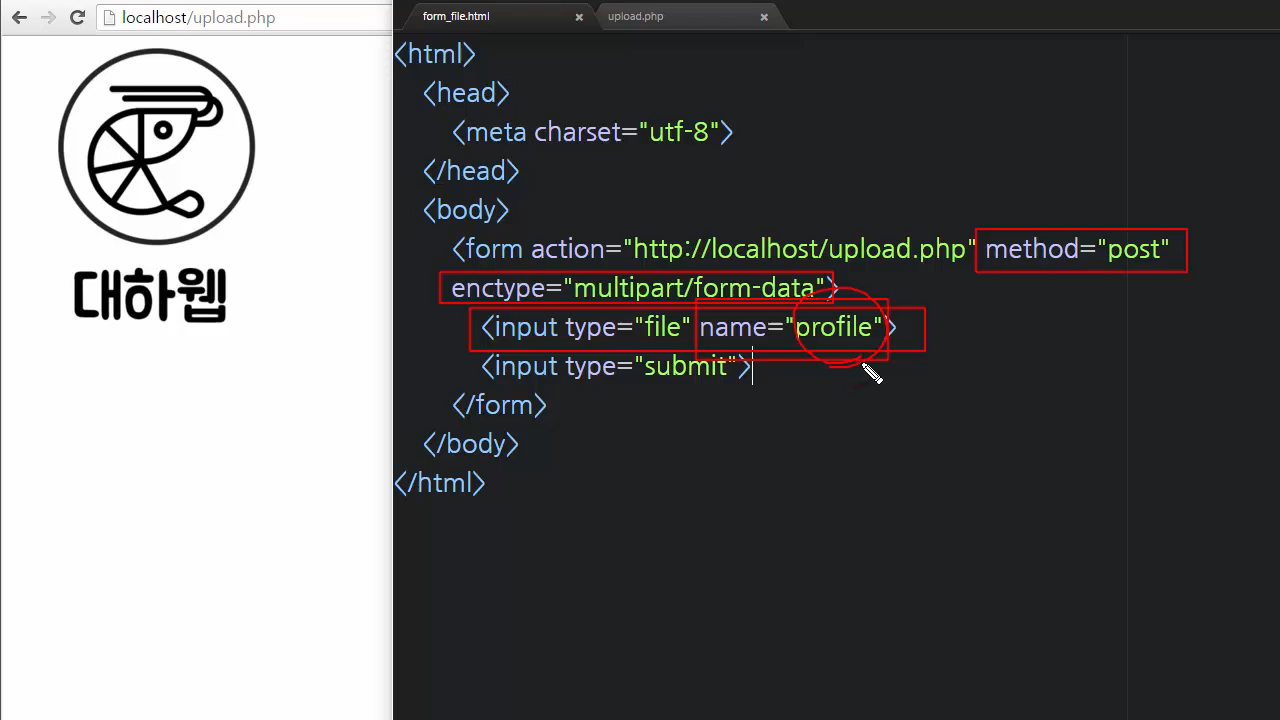 localhost/upload.php
대하웹
form_file.html
upload.php
<html>
<head>
<meta charset="utf-8">
</head>
<body>
<form action="http://localhost/upload.php" method="post"
enctype="multipart/form-data">
<input type="file" name="profile">
<input type="submit">
</form>
</body>
</html>